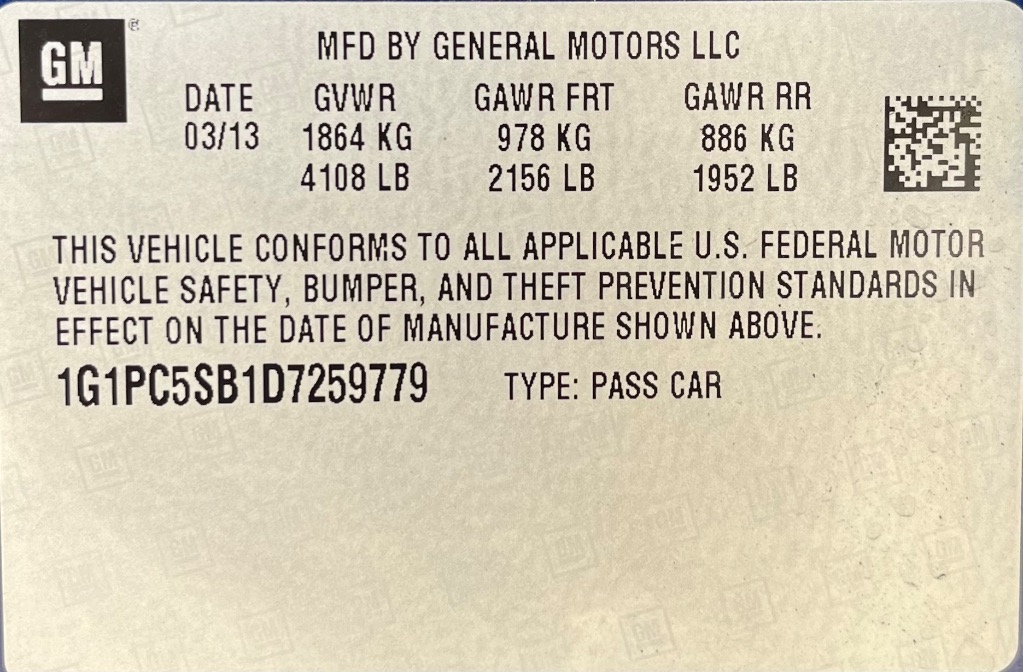 GM
®
MFD BY GENERAL MOTORS LLC
DATE GVWR GAWR FRT GAWR RR
03/13 1864 KG 978 KG 886 KG
4108 LB 2156 LB 1952 LB
THIS VEHICLE CONFORMS TO ALL APPLICABLE U.S. FEDERAL MOTOR
VEHICLE SAFETY, BUMPER, AND THEFT PREVENTION STANDARDS IN
EFFECT ON THE DATE OF MANUFACTURE SHOWN ABOVE.
1G1PC5SB1D7259779 TYPE: PASS CAR